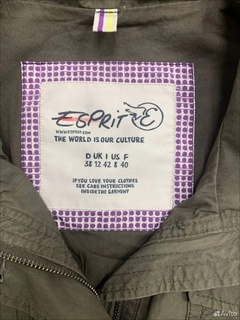 ESPRIT E
WWW.ESPRIT.COM
THE WORLD IS OUR CULTURE
D UK I US F
38 12 42 8 40
IF YOU LOVE YOUR CLOTHES
SEE CARE INSTRUCTIONS
INSIDE THE GARMENT
Avito